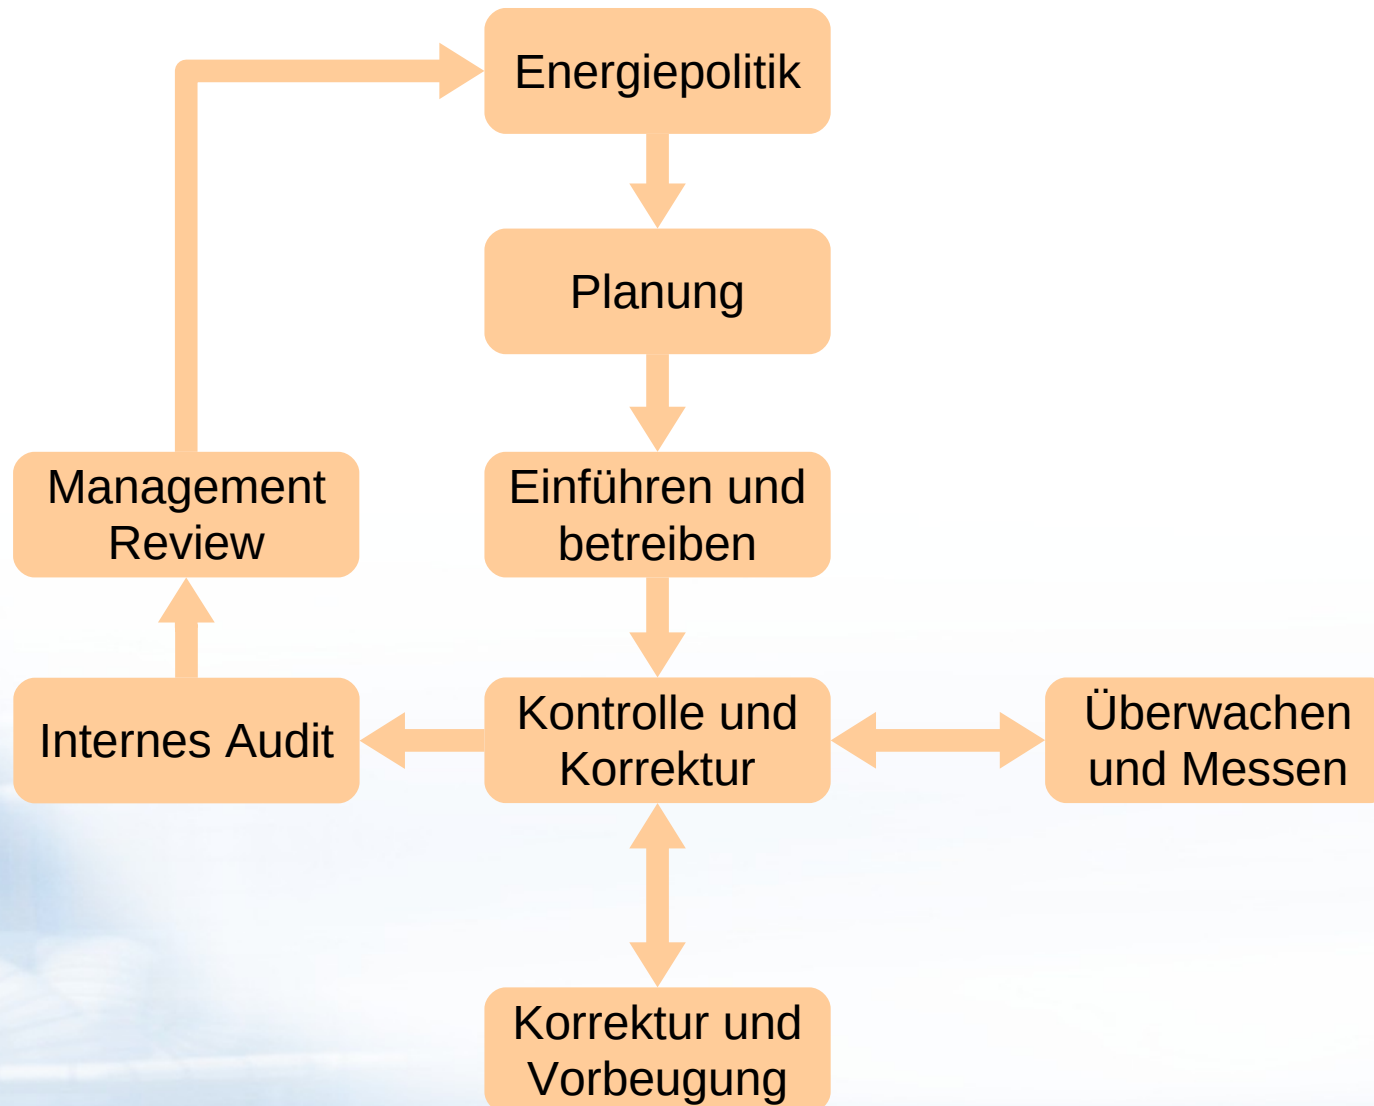 Energiepolitik
Planung
Management
Review
Einführen und
betreiben
Internes Audit
Kontrolle und
Korrektur
Überwachen
und Messen
Korrektur und
Vorbeugung